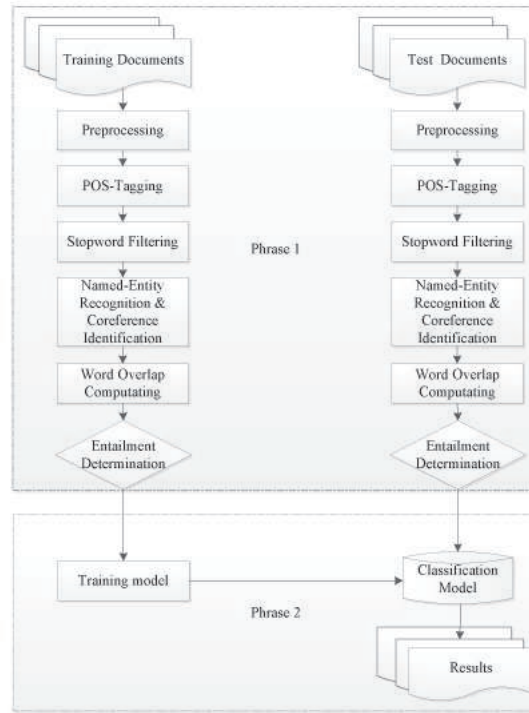 Training Documents
Preprocessing
POS-Tagging
Stopword Filtering
Named-Entity
Recognition &
Coreference
Identification
Word Overlap
Computating
Entailment
Determination
Phrase 1
Test Documents
Preprocessing
POS-Tagging
Stopword Filtering
Named-Entity
Recognition &
Coreference
Identification
Word Overlap
Computating
Entailment
Determination
Training model
Phrase 2
Classification
Model
Results